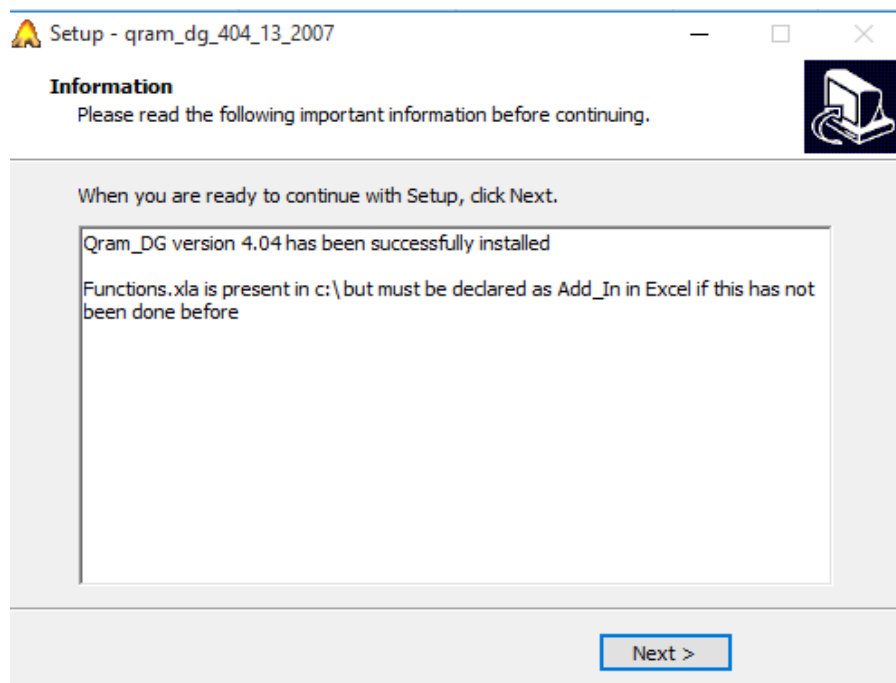 Setup - qram_dg_404_13_2007
Information
Please read the following important information before continuing.
When you are ready to continue with Setup, click Next.
Qram_DG version 4.04 has been successfully installed
Functions.xla is present in c:\ but must be declared as Add_In in Excel if this has not
been done before
Next >